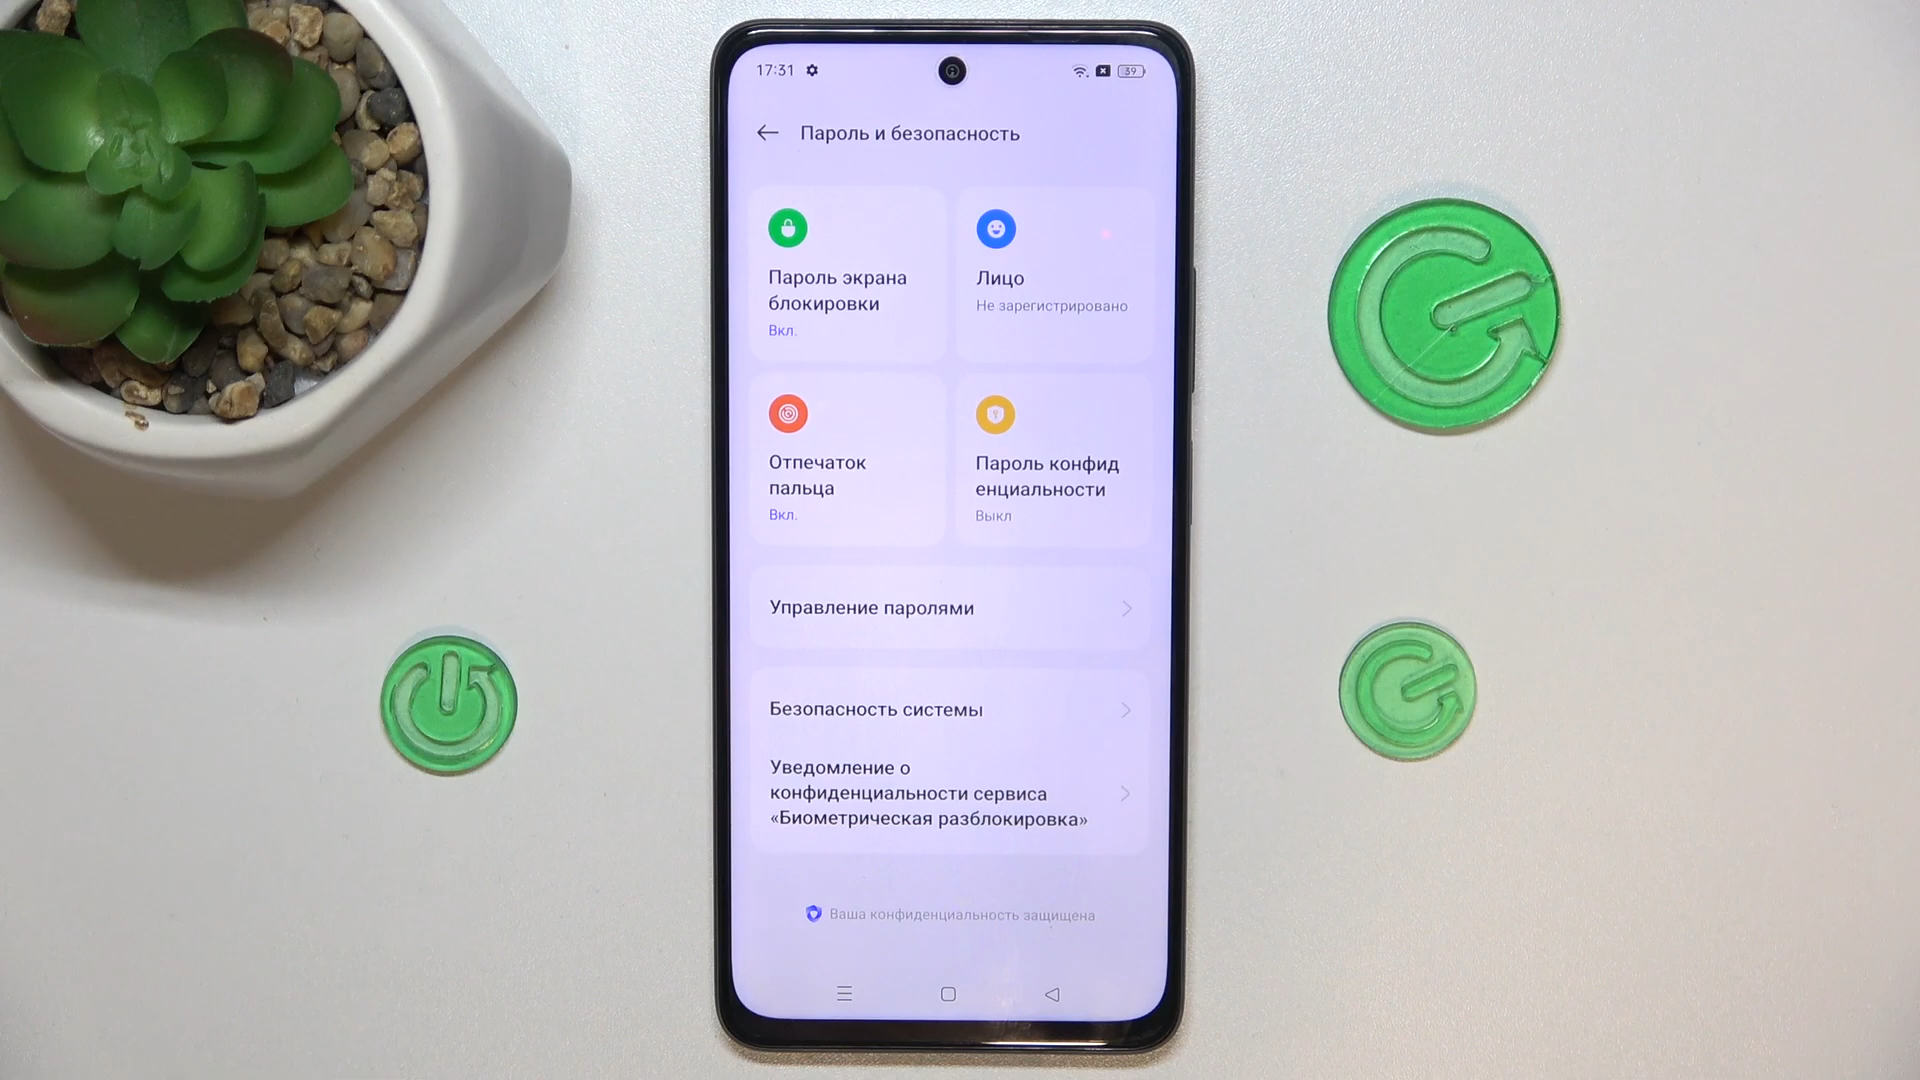 17:31
39
Пароль и безопасность
Пароль экрана
блокировки
Вкл.
Лицо
Не зарегистрировано
Отпечаток
пальца
Вкл.
Пароль конфид
енциальности
Выкл
Управление паролями
Безопасность системы
Уведомление о
конфиденциальности сервиса
«Биометрическая разблокировка»
Ваша конфиденциальность защищена